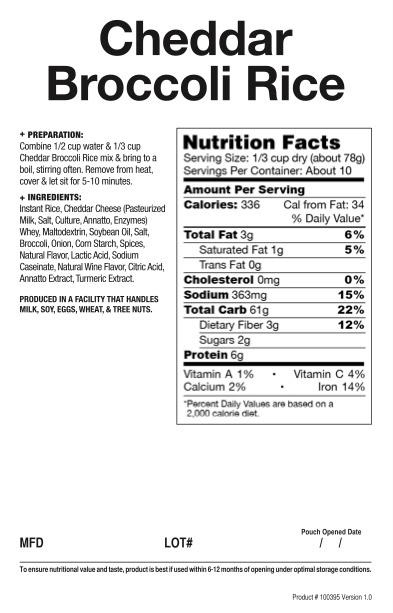 Cheddar
Broccoli Rice
+ PREPARATION:
Combine 1/2 cup water & 1/3 cup
Cheddar Broccoli Rice mix & bring to a
boil, stirring often. Remove from heat,
cover & let sit for 5-10 minutes.
+ INGREDIENTS:
Instant Rice, Cheddar Cheese (Pasteurized
Milk, Salt, Culture, Annatto, Enzymes)
Whey, Maltodextrin, Soybean Oil, Salt,
Broccoli, Onion, Corn Starch, Spices,
Natural Flavor, Lactic Acid, Sodium
Caseinate, Natural Wine Flavor, Citric Acid,
Annatto Extract, Turmeric Extract.
PRODUCED IN A FACILITY THAT HANDLES
MILK, SOY, EGGS, WHEAT, & TREE NUTS.
Nutrition Facts
Serving Size: 1/3 cup dry (about 78g)
Servings Per Container: About 10
Amount Per Serving
Calories: 336 Cal from Fat: 34
% Daily Value*
Total Fat 3g 6%
Saturated Fat 1g 5%
Trans Fat 0g
Cholesterol 0mg 0%
Sodium 363mg 15%
Total Carb 61g 22%
Dietary Fiber 3g 12%
Sugars 2g
Protein 6g
Vitamin A 1% • Vitamin C 4%
Calcium 2% • Iron 14%
*Percent Daily Values are based on a
2,000 calorie diet.
Pouch Opened Date
MFD LOT# / /
To ensure nutritional value and taste, product is best if used within 6-12 months of opening under optimal storage conditions.
Product # 100395 Version 1.0